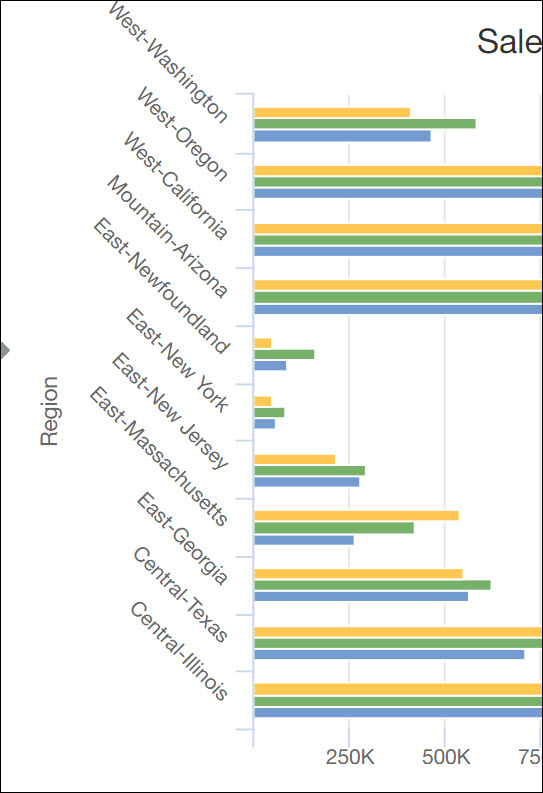 Sale
West-Washington
West-Oregon
West-California
Mountain-Arizona
East-Newfoundland
East-New York
East-New Jersey
East-Massachusetts
East-Georgia
Central-Texas
Central-Illinois
Region
250K
500K
75